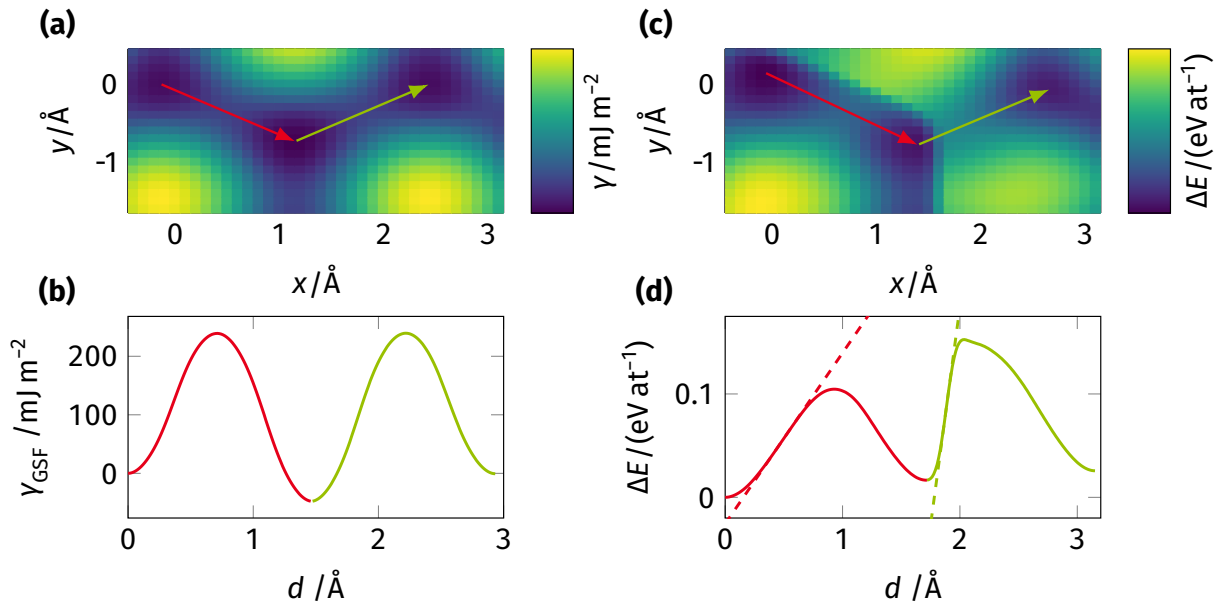 (a)
0
-1
y/Å
0 1 2 3
x/Å
γ/mJ m⁻²
(c)
0
-1
y/Å
0 1 2 3
x/Å
ΔE/(eV at⁻¹)
(b)
200
100
0
γGSF /mJ m⁻²
0 1 2 3
d /Å
(d)
0.1
0
ΔE/(eV at⁻¹)
0 1 2 3
d /Å